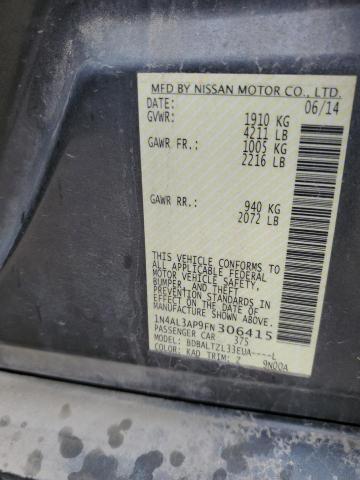 MFD BY NISSAN MOTOR CO., LTD.
DATE: 06/14
GVWR: 1910 KG
4211 LB
GAWR FR.: 1005 KG
2216 LB
GAWR RR.: 940 KG
2072 LB
THIS VEHICLE CONFORMS TO
ALL APPLICABLE FEDERAL
MOTOR VEHICLE SAFETY,
BUMPER, AND THEFT
PREVENTION STANDARDS
IN EFFECT ON THE DATE OF
MANUFACTURE SHOWN ABOVE.
1N4AL3AP9FN306415
PASSENGER CAR 375
MODEL: BDBALTZL33EUA----L
COLOR: KAD TRIM: Z 9N00A